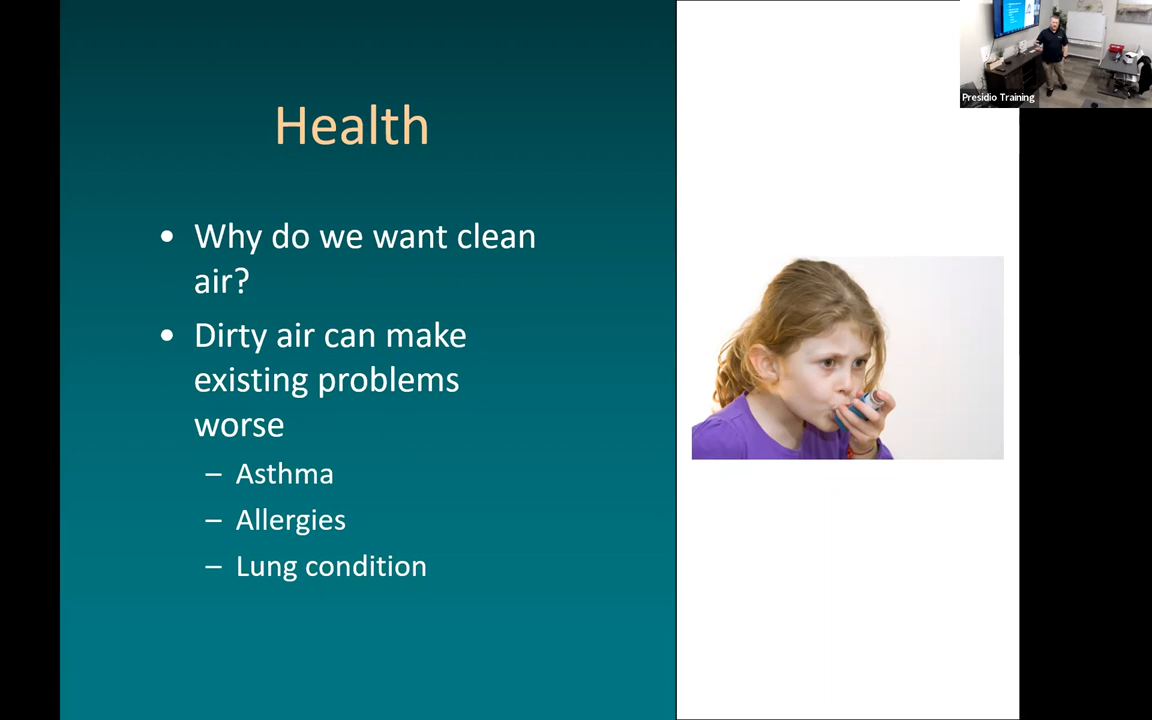 Health
• Why do we want clean
air?
• Dirty air can make
existing problems
worse
– Asthma
– Allergies
– Lung condition
Presidio Training